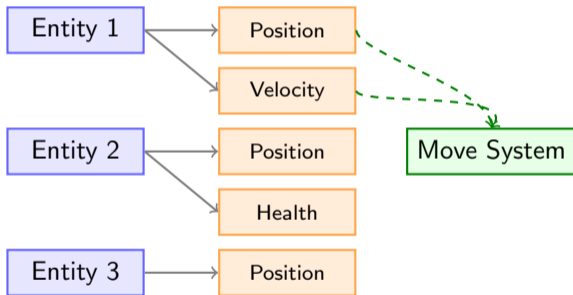 Entity 1
Position
Velocity
Entity 2
Position
Move System
Health
Entity 3
Position